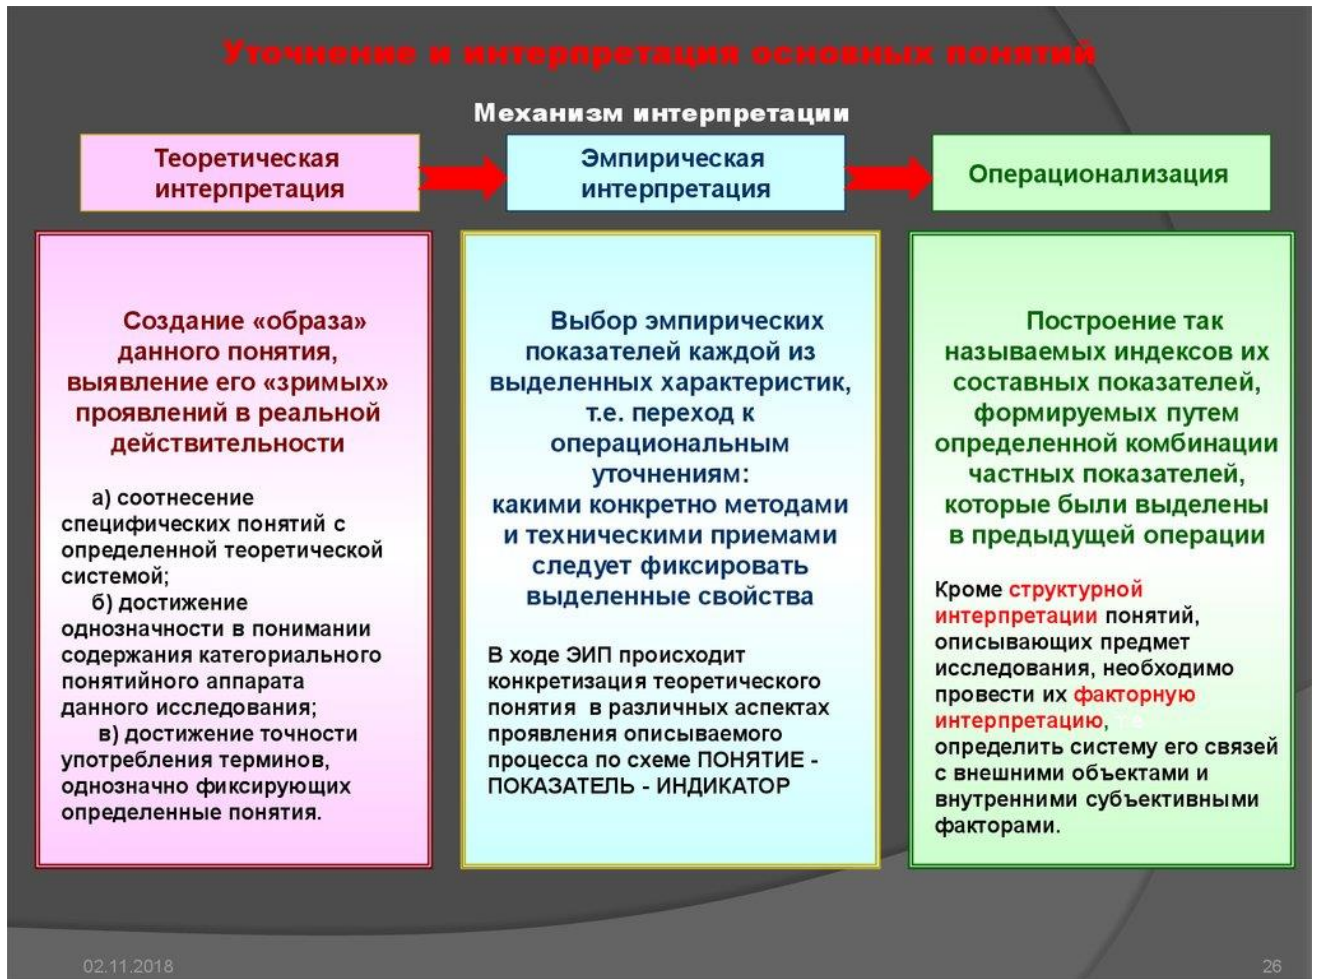 Уточнение и интерпретация основных понятий
Механизм интерпретации
Теоретическая
интерпретация
Эмпирическая
интерпретация
Операционализация
Создание «образа»
данного понятия,
выявление его «зримых»
проявлений в реальной
действительности
а) соотнесение
специфических понятий с
определенной теоретической
системой;
б) достижение
однозначности в понимании
содержания категориального
понятийного аппарата
данного исследования;
в) достижение точности
употребления терминов,
однозначно фиксирующих
определенные понятия.
Выбор эмпирических
показателей каждой из
выделенных характеристик,
т.е. переход к
операциональным
уточнениям:
какими конкретно методами
и техническими приемами
следует фиксировать
выделенные свойства
В ходе ЭИП происходит
конкретизация теоретического
понятия в различных аспектах
проявления описываемого
процесса по схеме ПОНЯТИЕ -
ПОКАЗАТЕЛЬ - ИНДИКАТОР
Построение так
называемых индексов их
составных показателей,
формируемых путем
определенной комбинации
частных показателей,
которые были выделены
в предыдущей операции
Кроме структурной
интерпретации понятий,
описывающих предмет
исследования, необходимо
провести их факторную
интерпретацию,
определить систему его связей
с внешними объектами и
внутренними субъективными
факторами.
02.11.2018
26